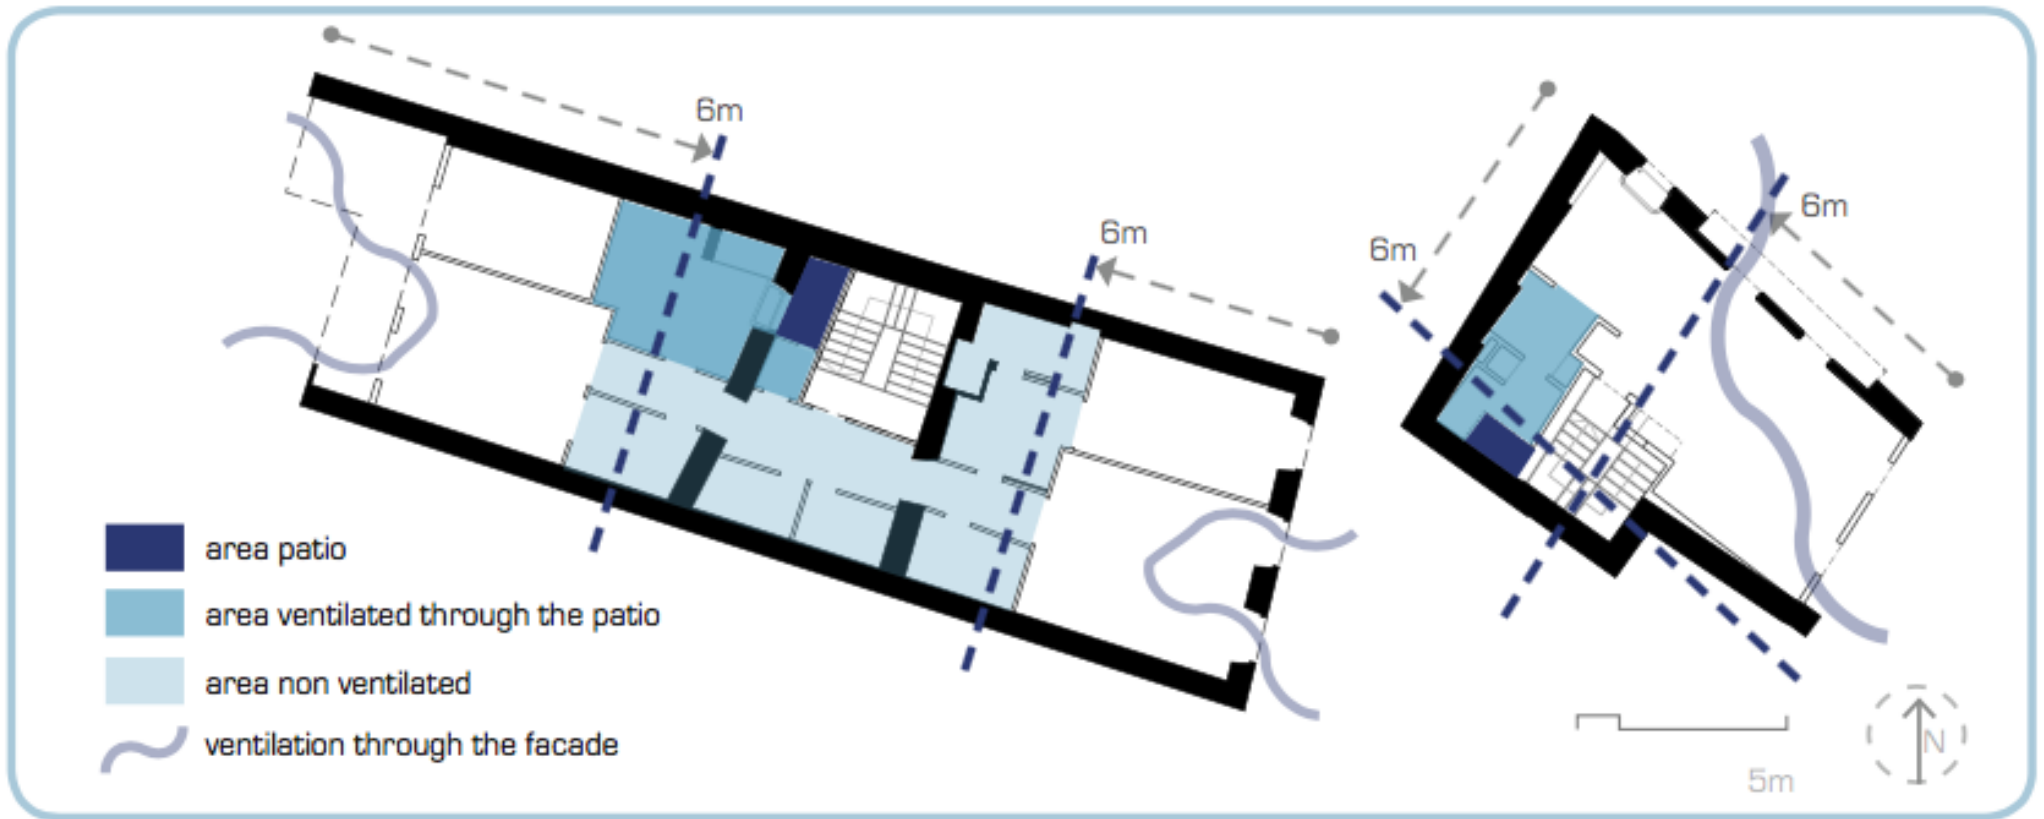 6m
6m
6m
6m
area patio
area ventilated through the patio
area non ventilated
ventilation through the facade
5m
N